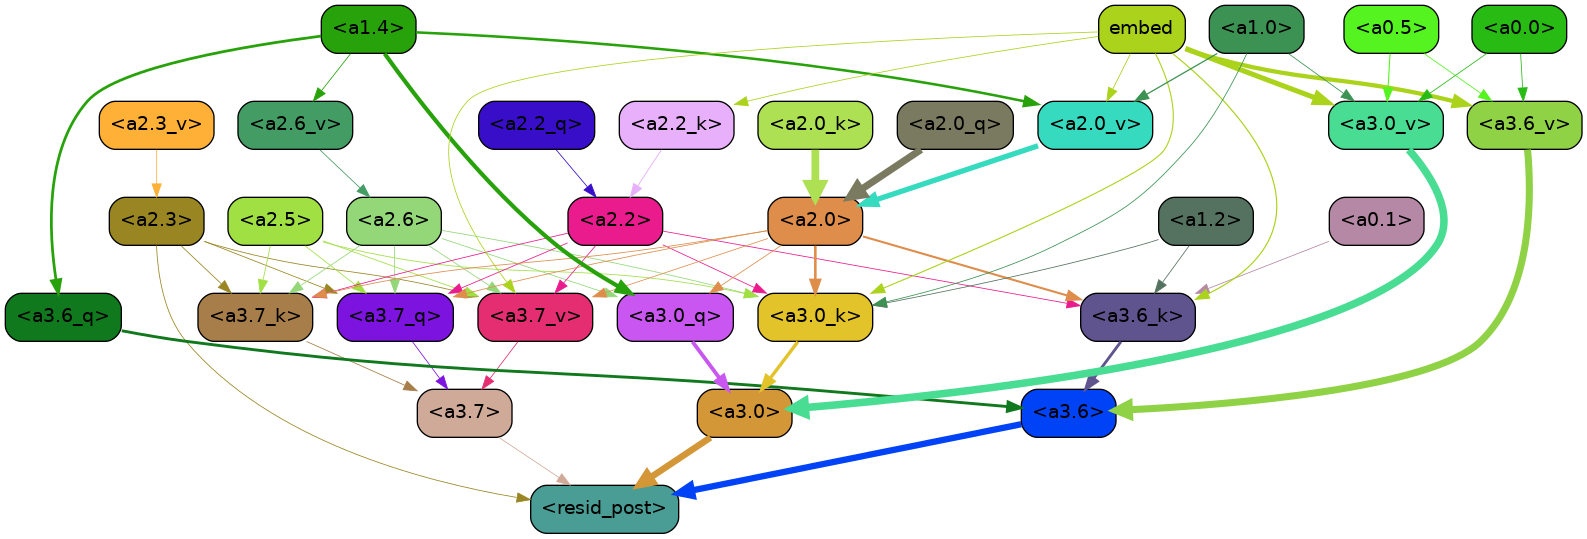 <a1.4>
embed
<a1.0>
<a0.5>
<a0.0>
<a2.3_v>
<a2.6_v>
<a2.2_q>
<a2.2_k>
<a2.0_k>
<a2.0_q>
<a2.0_v>
<a3.0_v>
<a3.6_v>
<a2.3>
<a2.5>
<a2.6>
<a2.2>
<a2.0>
<a1.2>
<a0.1>
<a3.6_q>
<a3.7_k>
<a3.7_q>
<a3.7_v>
<a3.0_q>
<a3.0_k>
<a3.6_k>
<a3.7>
<a3.0>
<a3.6>
<resid_post>